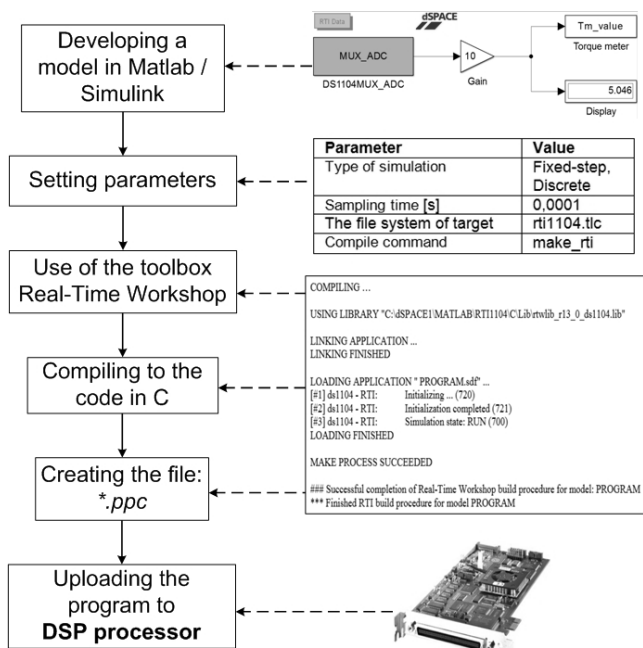 Developing a
model in Matlab /
Simulink
RTI Data
dSPACE
MUX_ADC
DS1104MUX_ADC
10
Gain
Tm_value
Torque meter
5.046
Display
Setting parameters
Parameter Value
Type of simulation Fixed-step,
Discrete
Sampling time [s] 0,0001
The file system of target rti1104.tlc
Compile command make_rti
Use of the toolbox
Real-Time Workshop
Compiling to the
code in C
Creating the file:
*.ppc
COMPILING ...
USING LIBRARY "C:\dSPACE1\MATLAB\RTI1104\C\Lib\rtwlib_r13_0_ds1104.lib"
LINKING APPLICATION ...
LINKING FINISHED
LOADING APPLICATION " PROGRAM.sdf" ...
[#1] ds1104 - RTI: Initializing ... (720)
[#2] ds1104 - RTI: Initialization completed (721)
[#3] ds1104 - RTI: Simulation state: RUN (700)
LOADING FINISHED
MAKE PROCESS SUCCEEDED
### Successful completion of Real-Time Workshop build procedure for model: PROGRAM
*** Finished RTI build procedure for model PROGRAM
Uploading the
program to
DSP processor